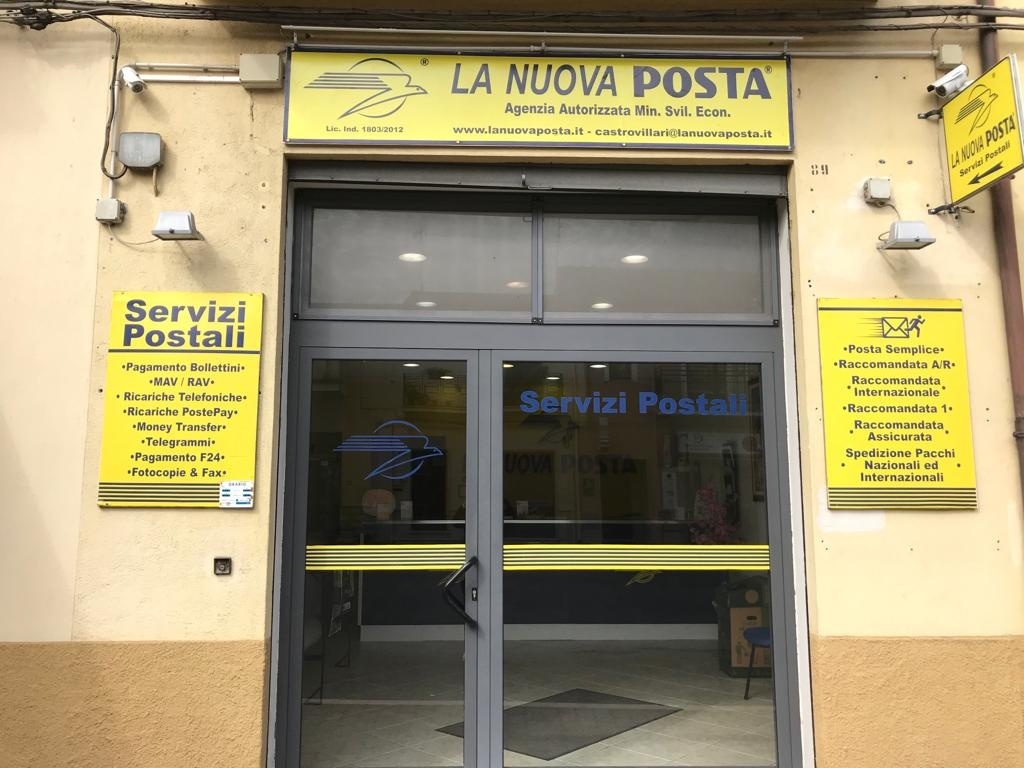 LA NUOVA POSTA®
Agenzia Autorizzata Min. Svil. Econ.
Lic. Ind. 1803/2012
www.lanuovaposta.it - castrovillari@lanuovaposta.it
LA NUOVA POSTA
Servizi Postali
89
Servizi
Postali
•Pagamento Bollettini•
•MAV / RAV•
• Ricariche Telefoniche•
•Ricariche PostePay•
•Money Transfer•
•Telegrammi•
•Pagamento F24•
•Fotocopie & Fax•
ORARIO
Servizi Postali
NUOVA POSTA
•Posta Semplice•
•Raccomandata A/R•
Raccomandata
• Internazionale•
•Raccomandata 1•
Raccomandata
• Assicurata •
Spedizione Pacchi
• Nazionali ed •
Internazionali